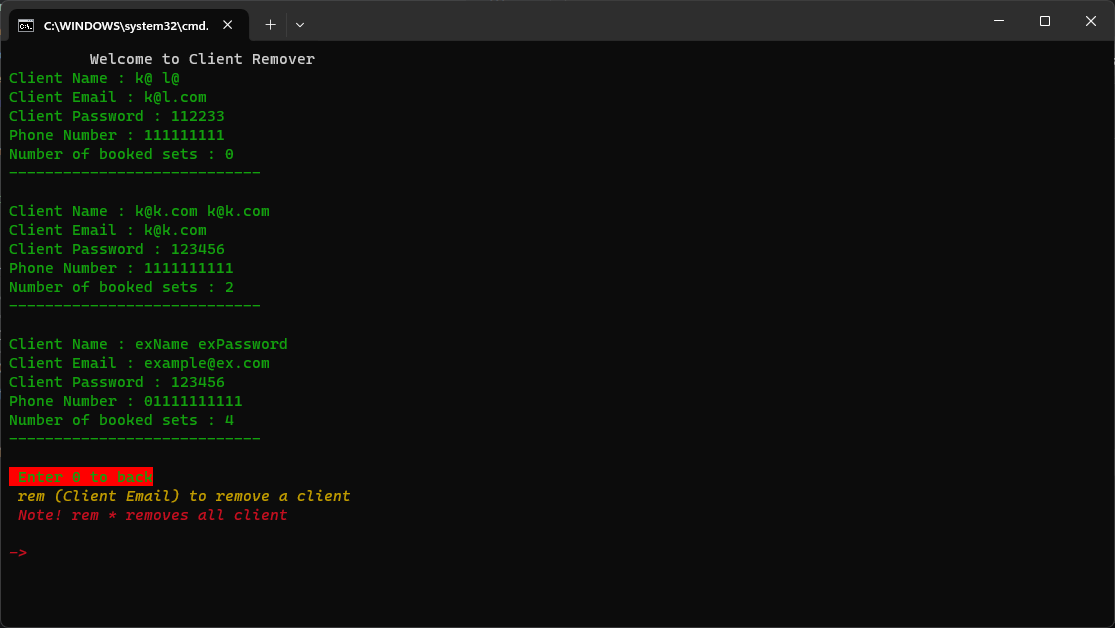 C:\WINDOWS\system32\cmd.
Welcome to Client Remover
Client Name : k@ l@
Client Email : k@l.com
Client Password : 112233
Phone Number : 111111111
Number of booked sets : 0
----------------------------
Client Name : k@k.com k@k.com
Client Email : k@k.com
Client Password : 123456
Phone Number : 1111111111
Number of booked sets : 2
----------------------------
Client Name : exName exPassword
Client Email : example@ex.com
Client Password : 123456
Phone Number : 01111111111
Number of booked sets : 4
----------------------------
Enter 0 to back
rem (Client Email) to remove a client
Note! rem * removes all client
->